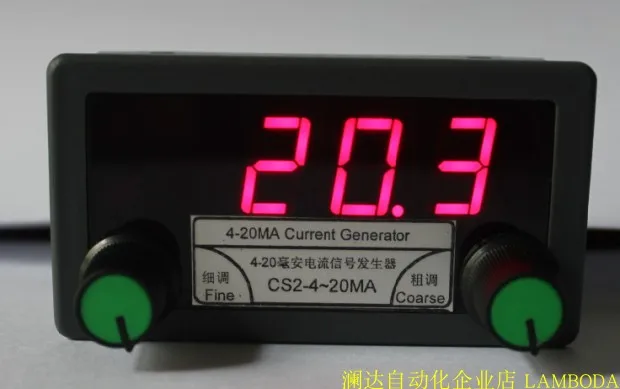 20.3
4-20MA Current Generator
4-20毫安电流信号发生器
细调
Fine
CS2-4~20MA
粗调
Coarse
澜达自动化企业店 LAMBODA